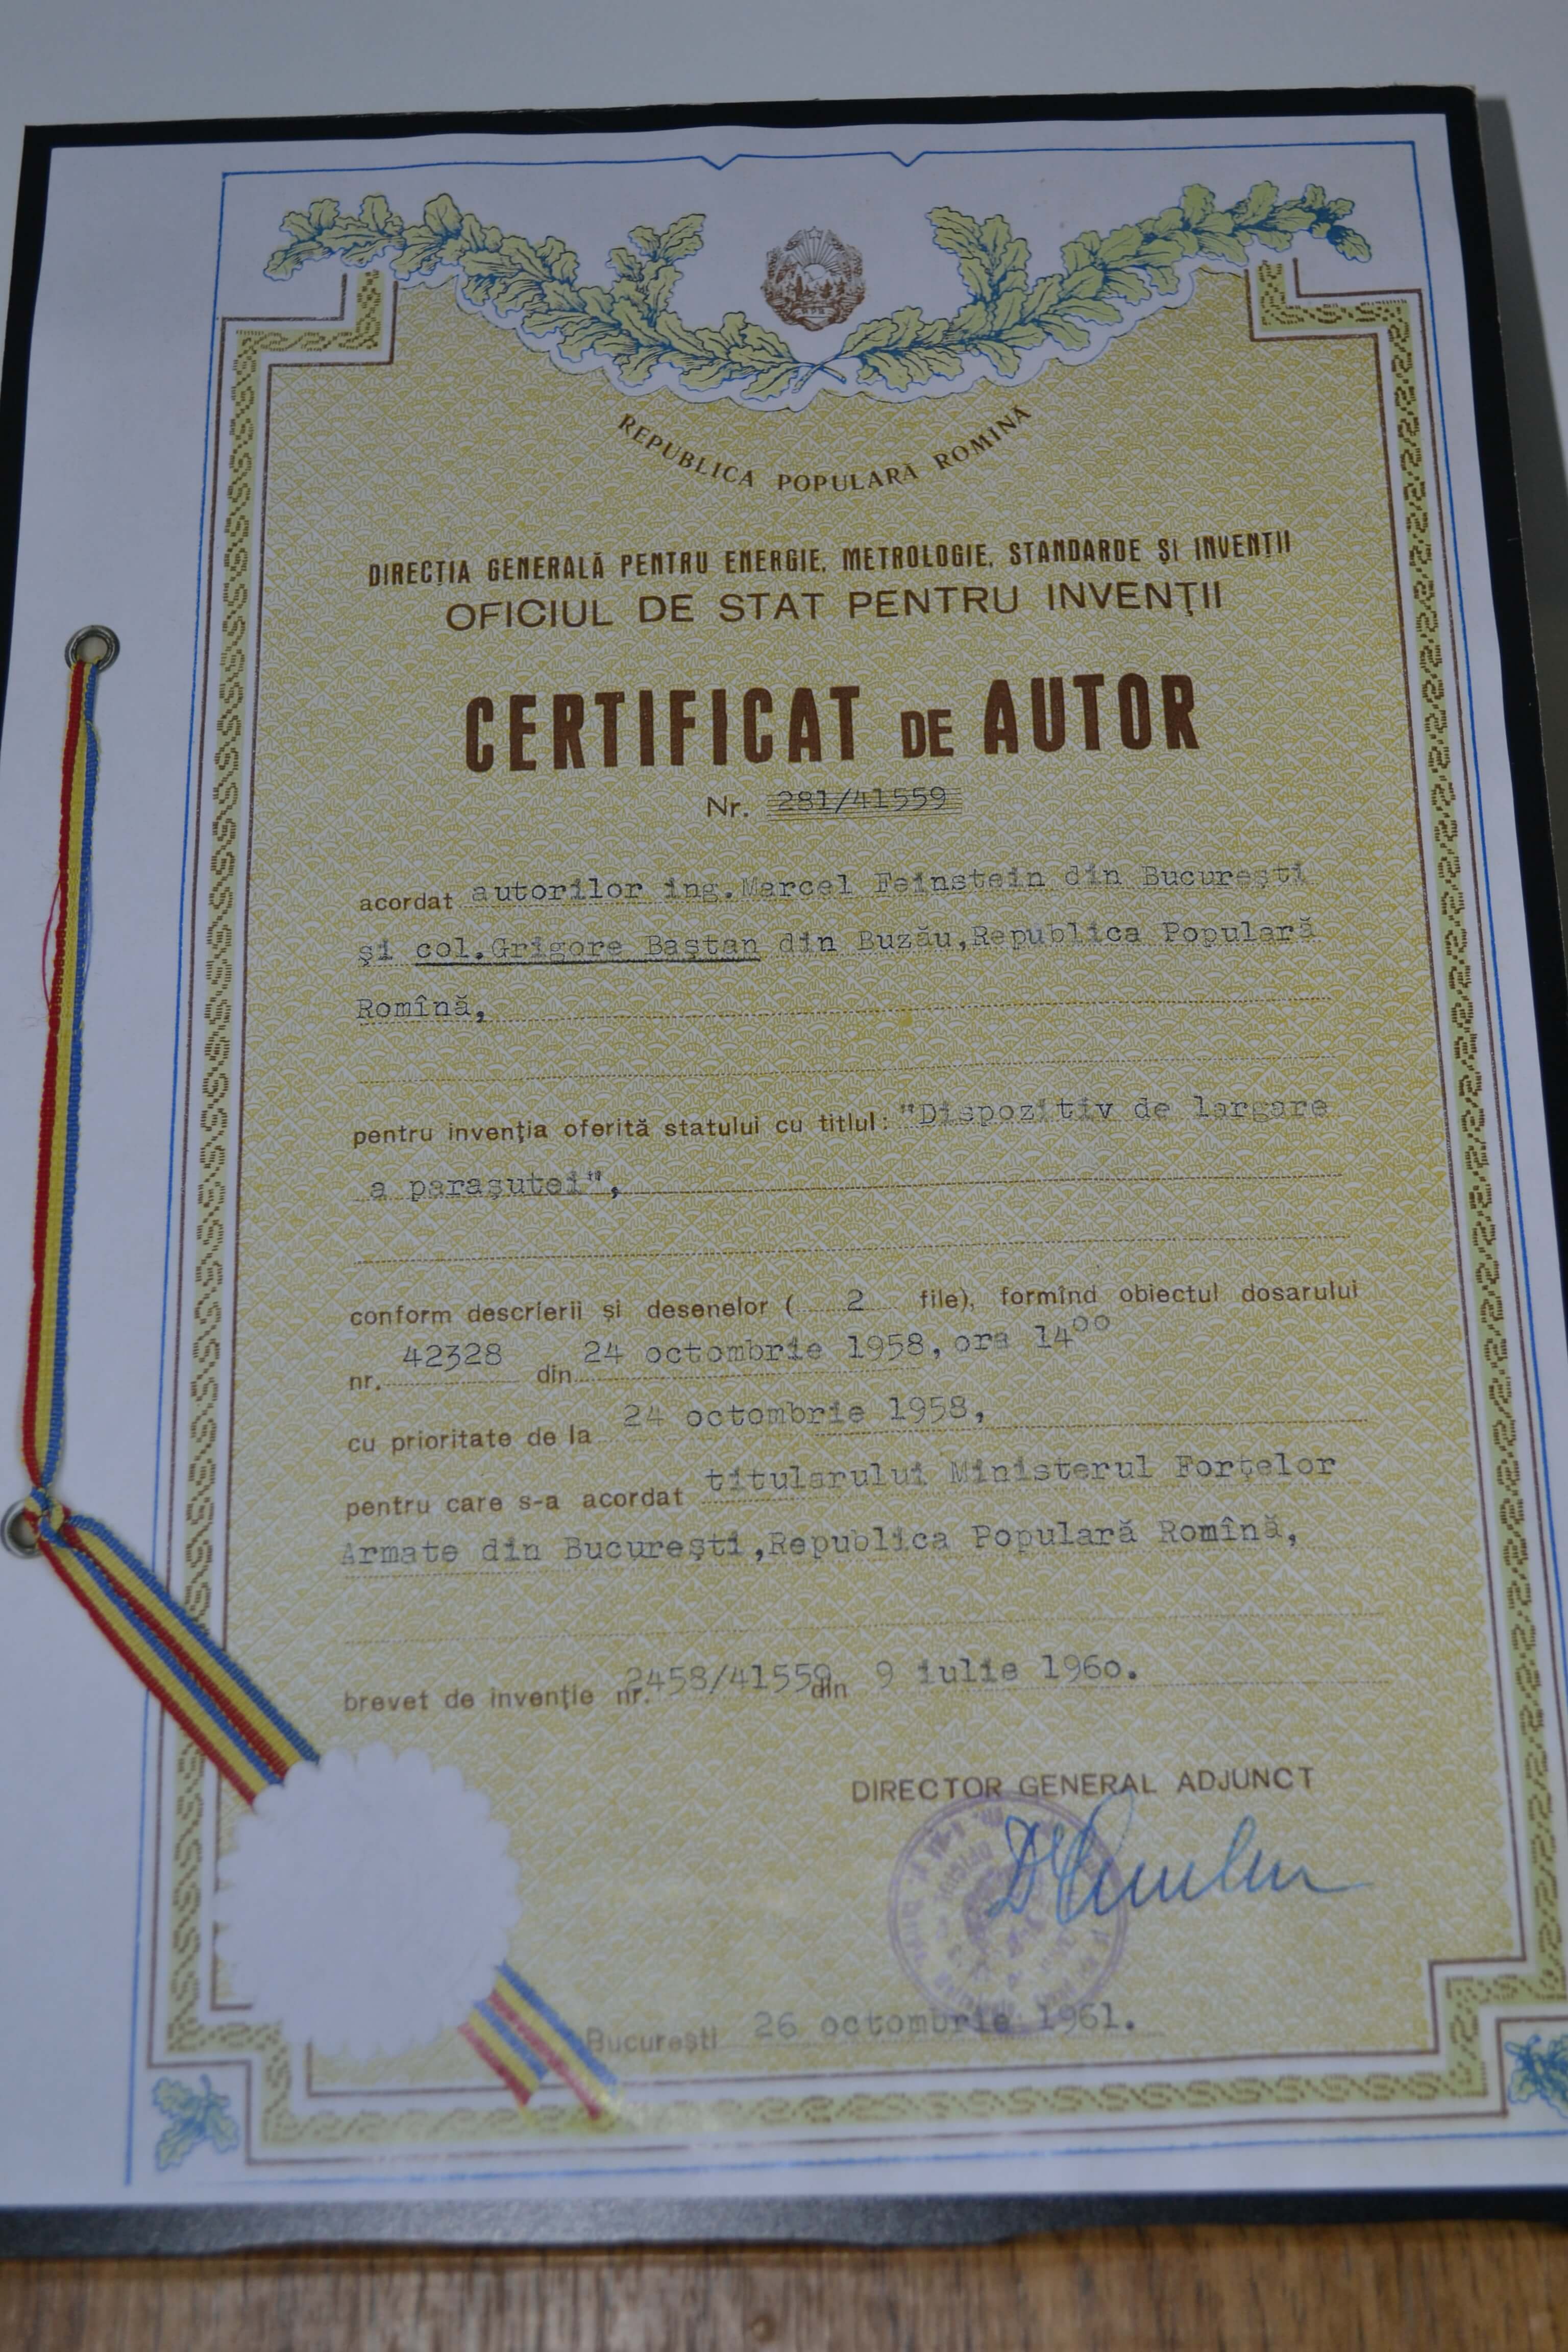 REPUBLICA POPULARĂ ROMÎNĂ
DIRECȚIA GENERALĂ PENTRU ENERGIE, METROLOGIE, STANDARDE ȘI INVENȚII
OFICIUL DE STAT PENTRU INVENȚII
CERTIFICAT DE AUTOR
Nr. 281/41559
acordat autorilor ing.Marcel Feinstein din București
și col.Grigore Baștan din Buzău,Republica Populară
Romînă,
pentru invenția oferită statului cu titlul: "Dispozitiv de largare
a parașutei",
conform descrierii și desenelor ( 2 file), formînd obiectul dosarului
nr. 42328 din 24 octombrie 1958, ora 14⁰⁰
cu prioritate de la 24 octombrie 1958,
pentru care s-a acordat titularului Ministerul Forțelor
Armate din București,Republica Populară Romînă,
brevet de invenție nr. 2458/41559 din 9 iulie 1960.
DIRECTOR GENERAL ADJUNCT
București 26 octombrie 1961.